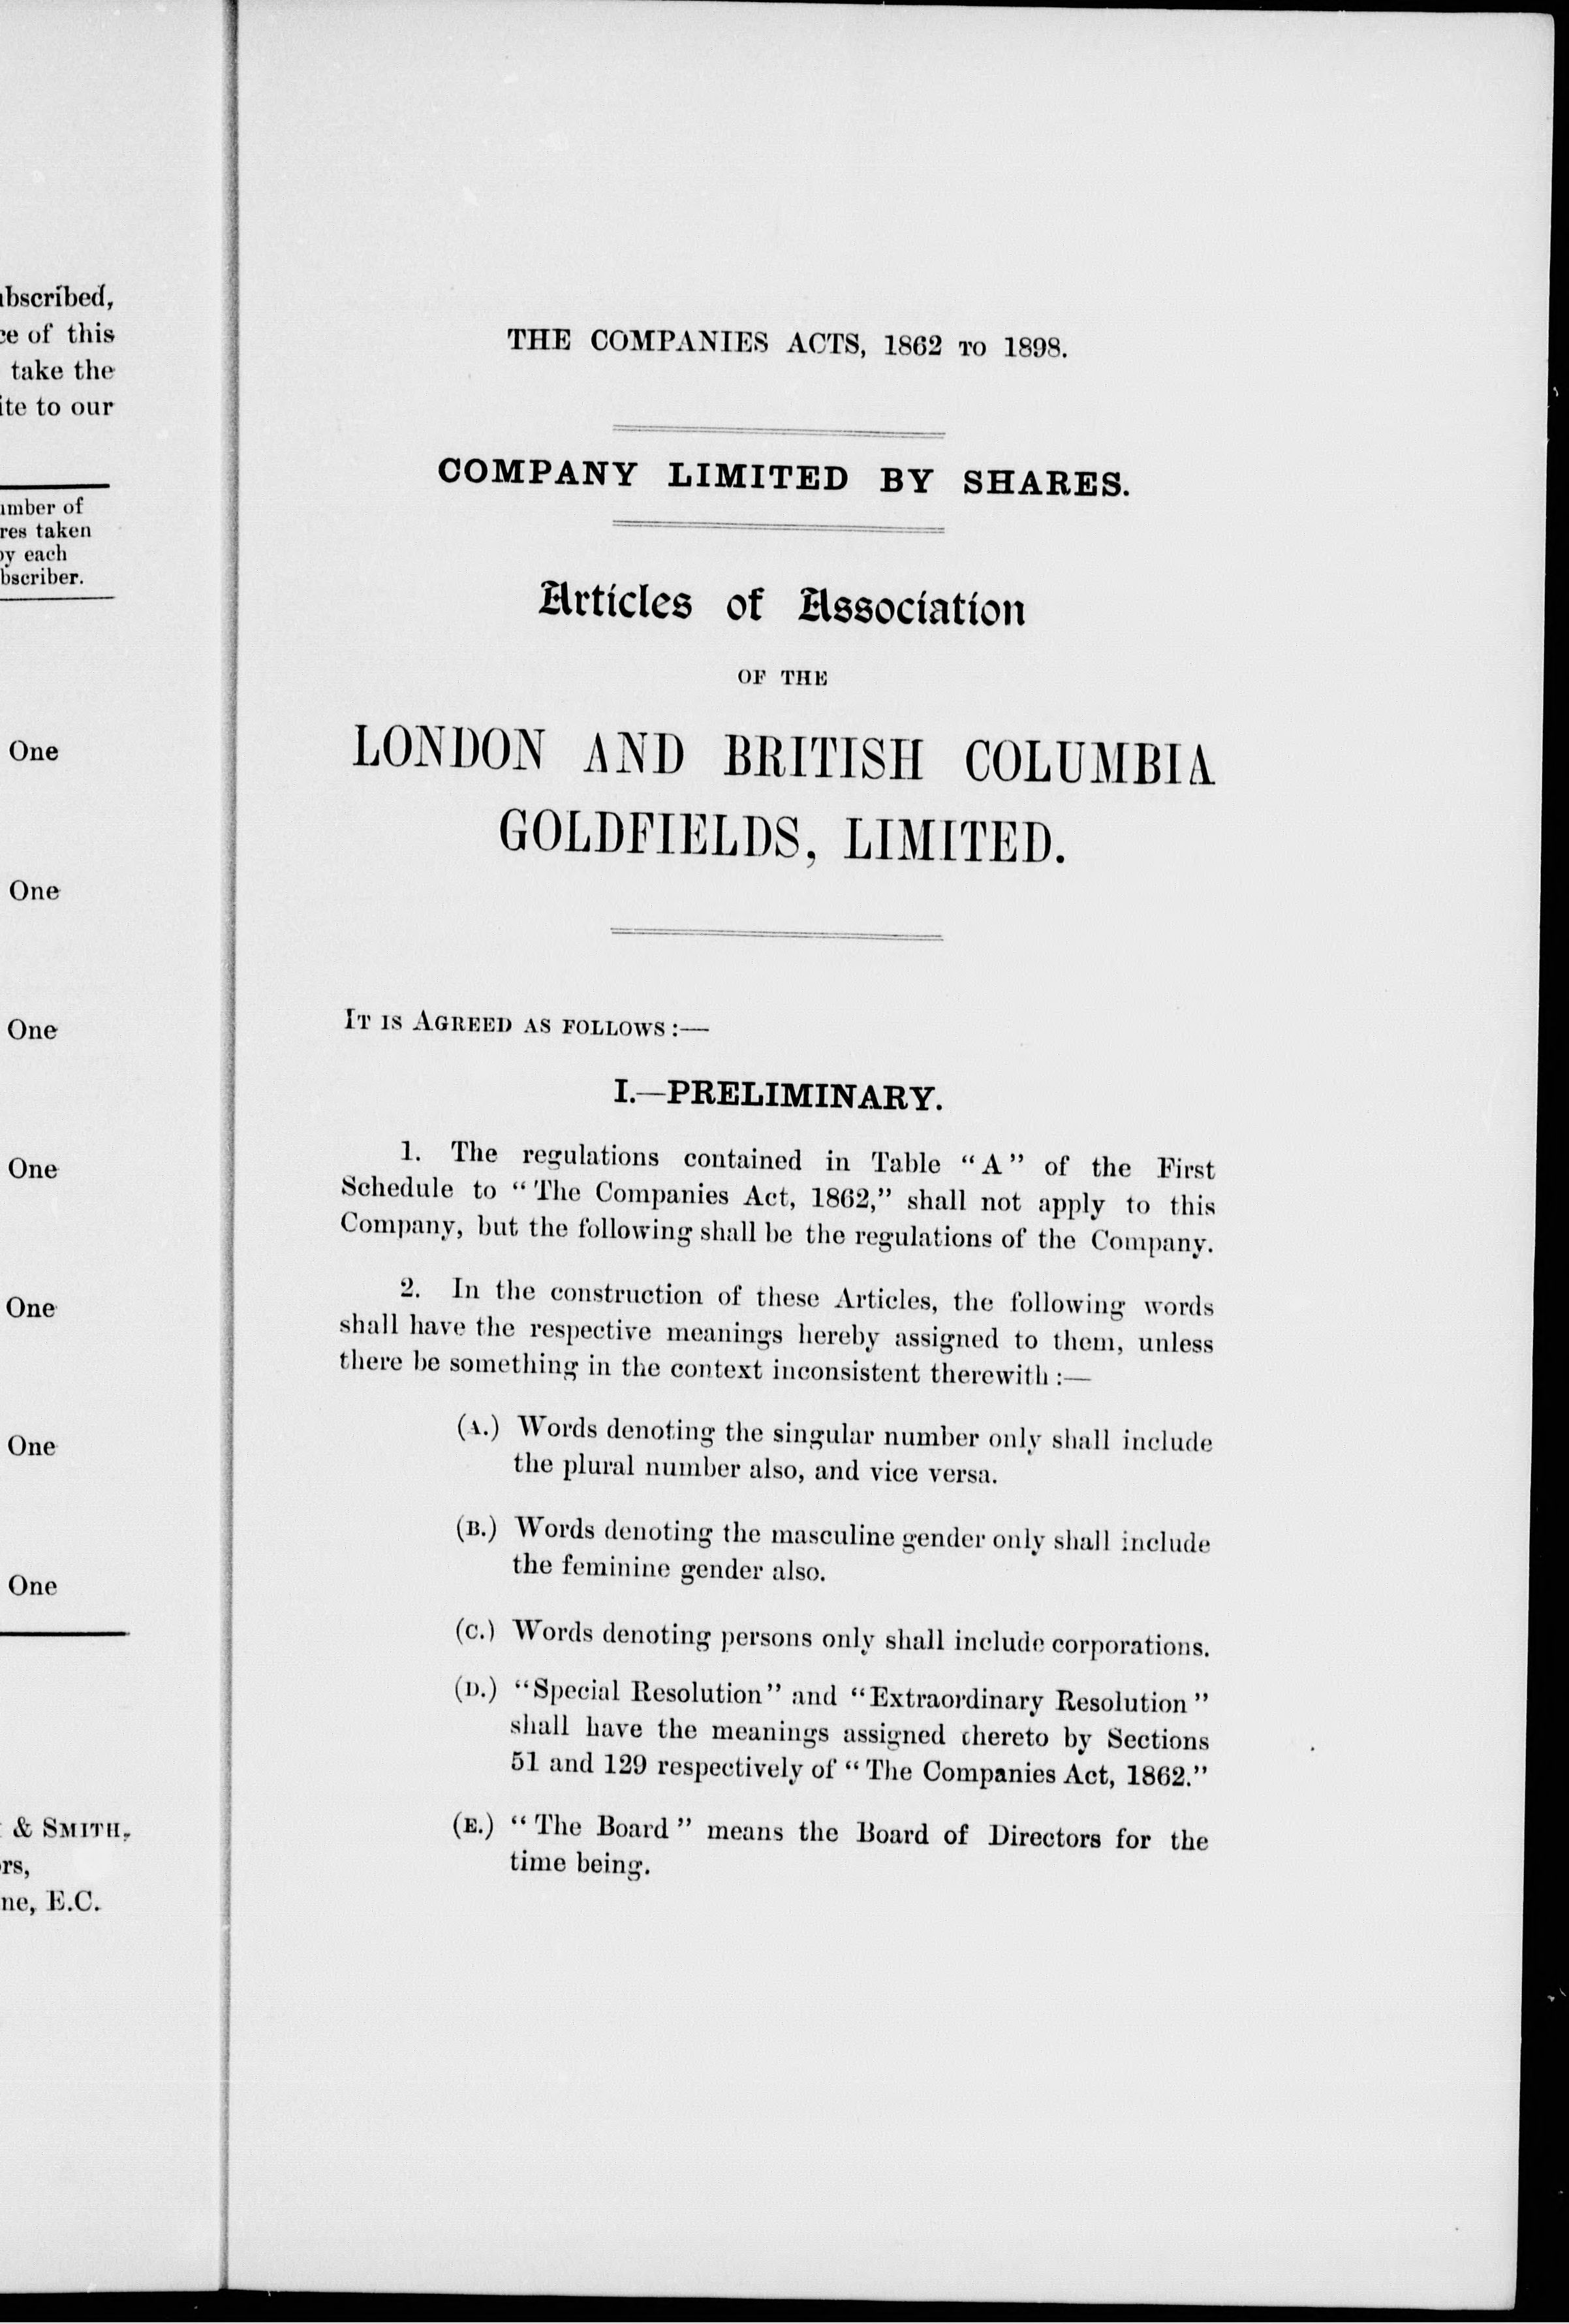 bscribed,
ce of this
take the
ite to our
umber of
res taken
by each
bscriber.
One
One
One
One
One
One
One
& SMITH,
rs,
ne, E.C.
THE COMPANIES ACTS, 1862 TO 1898.
COMPANY LIMITED BY SHARES.
Articles of Association
OF THE
LONDON AND BRITISH COLUMBIA
GOLDFIELDS, LIMITED.
IT IS AGREED AS FOLLOWS :—
I.—PRELIMINARY.
1. The regulations contained in Table “A” of the First
Schedule to “The Companies Act, 1862,” shall not apply to this
Company, but the following shall be the regulations of the Company.
2. In the construction of these Articles, the following words
shall have the respective meanings hereby assigned to them, unless
there be something in the context inconsistent therewith :—
(A.) Words denoting the singular number only shall include
the plural number also, and vice versa.
(B.) Words denoting the masculine gender only shall include
the feminine gender also.
(C.) Words denoting persons only shall include corporations.
(D.) “Special Resolution” and “Extraordinary Resolution”
shall have the meanings assigned thereto by Sections
51 and 129 respectively of “The Companies Act, 1862.”
(E.) “The Board” means the Board of Directors for the
time being.